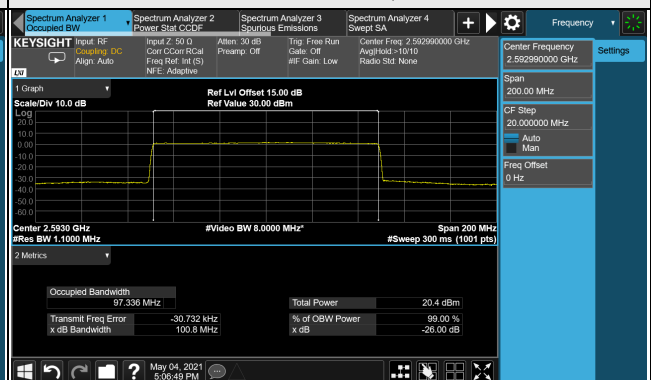 Spectrum Analyzer 1
Occupied BW
Spectrum Analyzer 2
Power Stat CCDF
Spectrum Analyzer 3
Spurious Emissions
Spectrum Analyzer 4
Swept SA
+
Frequency
KEYSIGHT
Input: RF
Coupling: DC
Align: Auto
Input Z: 50 Ω
Corr CCorr RCal
Freq Ref: Int (S)
NFE: Adaptive
Atten: 30 dB
Preamp: Off
Trig: Free Run
Gate: Off
#IF Gain: Low
Center Freq: 2.592990000 GHz
Avg|Hold:>10/10
Radio Std: None
LXI
Center Frequency
2.592990000 GHz
Settings
Span
200.00 MHz
CF Step
20.000000 MHz
Auto
Man
Freq Offset
0 Hz
1 Graph
Scale/Div 10.0 dB
Ref Lvl Offset 15.00 dB
Ref Value 30.00 dBm
Log
20.0
10.0
0.00
-10.0
-20.0
-30.0
-40.0
-50.0
-60.0
Center 2.5930 GHz
#Res BW 1.1000 MHz
#Video BW 8.0000 MHz*
Span 200 MHz
#Sweep 300 ms (1001 pts)
2 Metrics
Occupied Bandwidth
97.336 MHz
Total Power 20.4 dBm
Transmit Freq Error -30.732 kHz
% of OBW Power 99.00 %
x dB Bandwidth 100.8 MHz
x dB -26.00 dB
?
May 04, 2021
5:06:49 PM